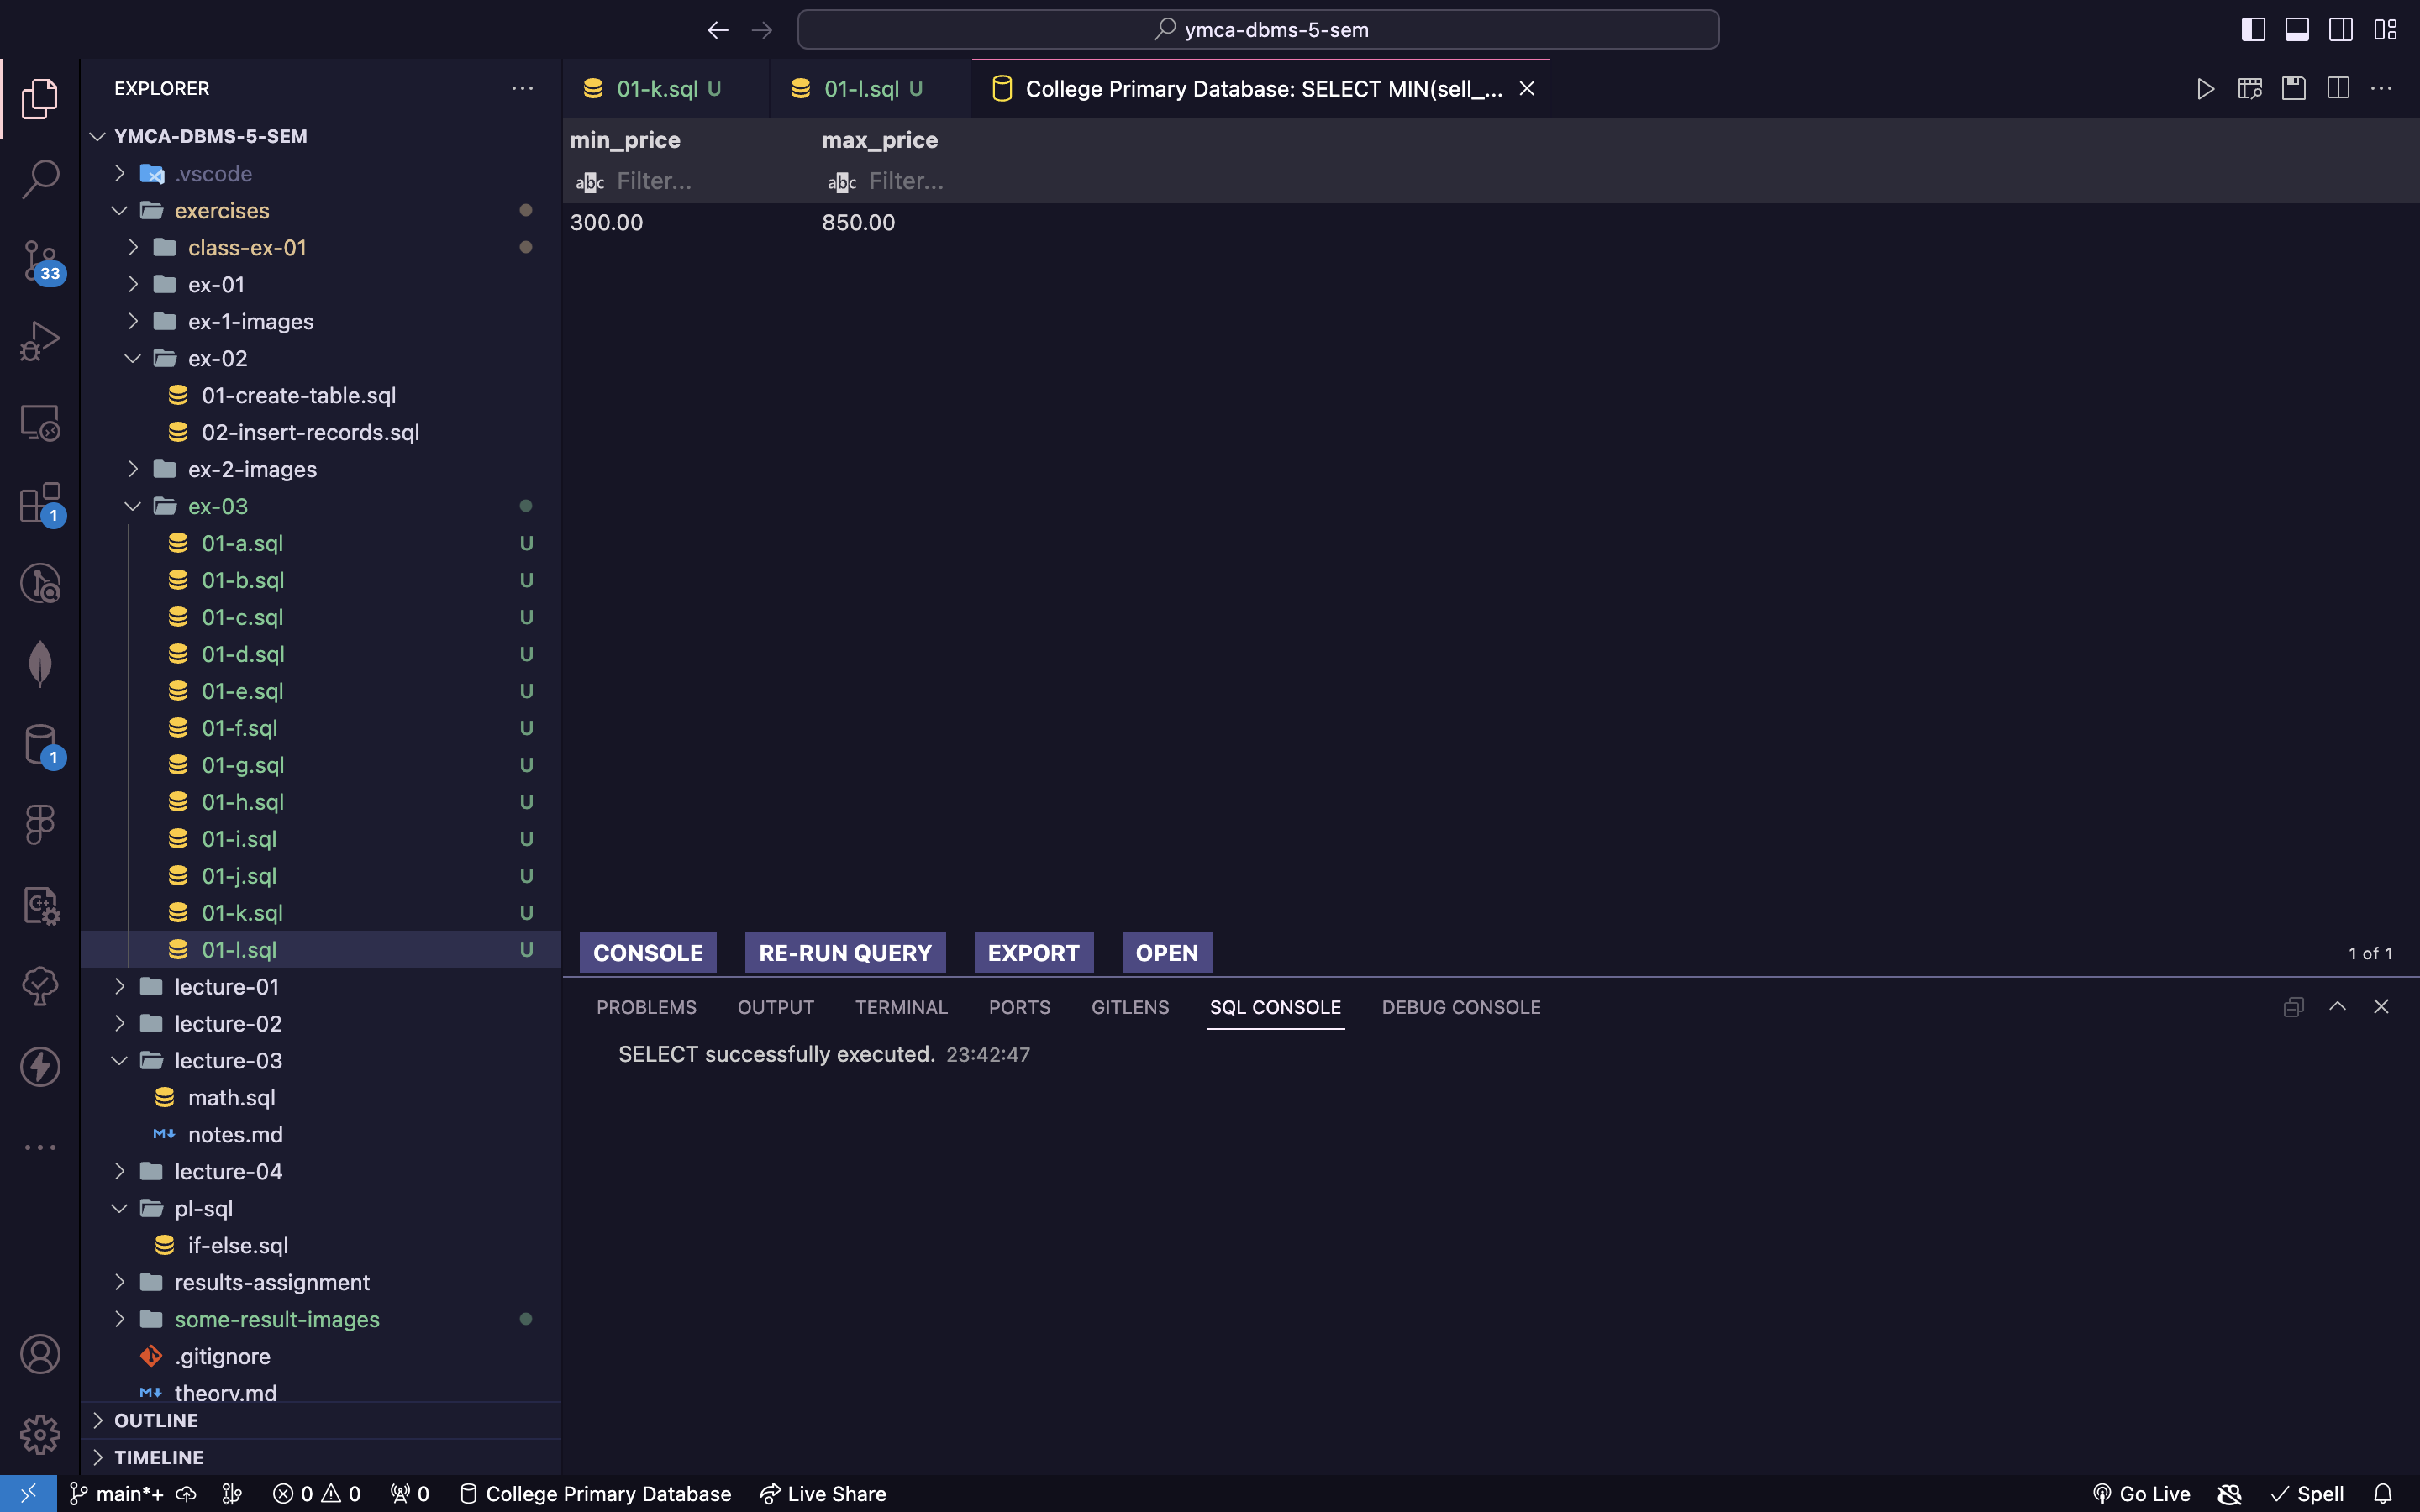 ymca-dbms-5-sem
EXPLORER
YMCA-DBMS-5-SEM
.vscode
exercises
class-ex-01
ex-01
ex-1-images
ex-02
01-create-table.sql
02-insert-records.sql
ex-2-images
ex-03
01-a.sql U
01-b.sql U
01-c.sql U
01-d.sql U
01-e.sql U
01-f.sql U
01-g.sql U
01-h.sql U
01-i.sql U
01-j.sql U
01-k.sql U
01-l.sql U
lecture-01
lecture-02
lecture-03
math.sql
notes.md
lecture-04
pl-sql
if-else.sql
results-assignment
some-result-images
.gitignore
theory.md
OUTLINE
TIMELINE
33
1
1
01-k.sql U
01-l.sql U
College Primary Database: SELECT MIN(sell_...
min_price max_price
abc Filter... abc Filter...
300.00 850.00
CONSOLE RE-RUN QUERY EXPORT OPEN
1 of 1
PROBLEMS OUTPUT TERMINAL PORTS GITLENS SQL CONSOLE DEBUG CONSOLE
SELECT successfully executed. 23:42:47
main*+ 0 0 0 College Primary Database Live Share
Go Live Spell